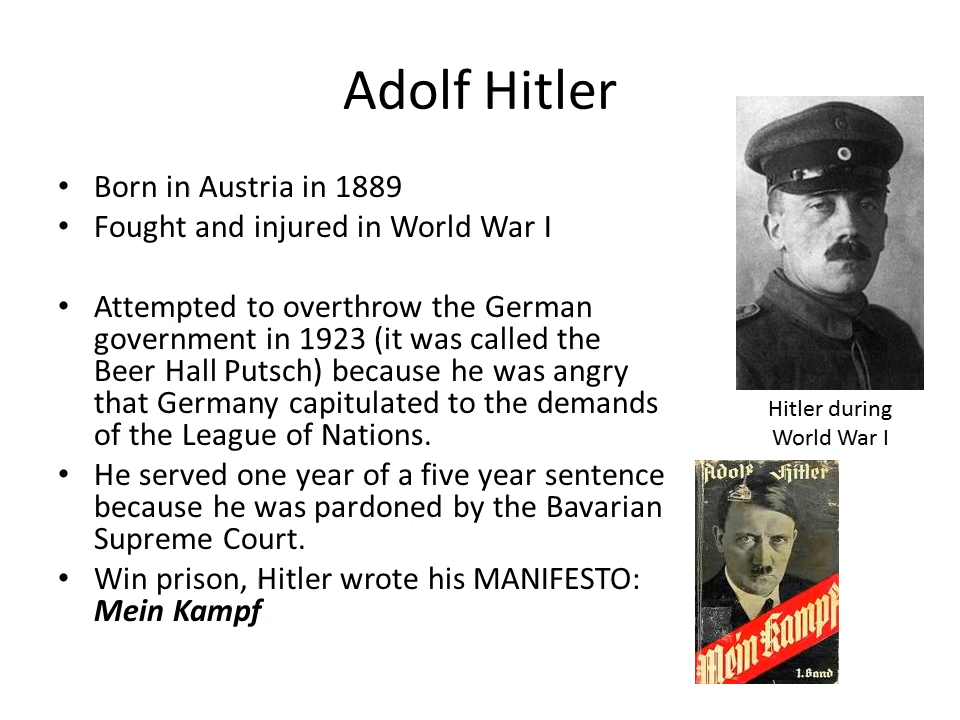 Adolf Hitler
• Born in Austria in 1889
• Fought and injured in World War I
• Attempted to overthrow the German
government in 1923 (it was called the
Beer Hall Putsch) because he was angry
that Germany capitulated to the demands
of the League of Nations.
• He served one year of a five year sentence
because he was pardoned by the Bavarian
Supreme Court.
• Win prison, Hitler wrote his MANIFESTO:
Mein Kampf
Hitler during
World War I
Adolf Hitler
Mein Kampf
1. Band